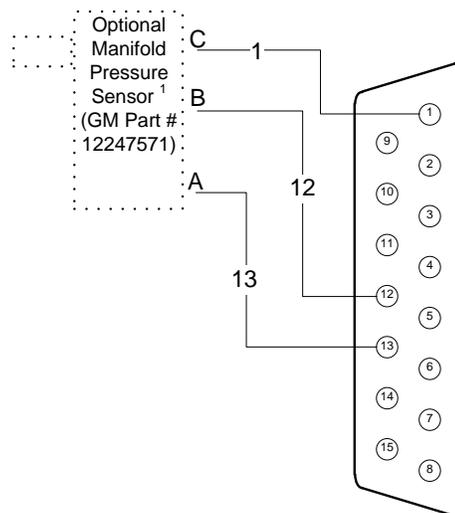 Optional
Manifold
Pressure
Sensor ¹
(GM Part #
12247571)
C
B
A
1
12
13
1
9
2
10
3
11
4
12
5
13
6
14
7
15
8